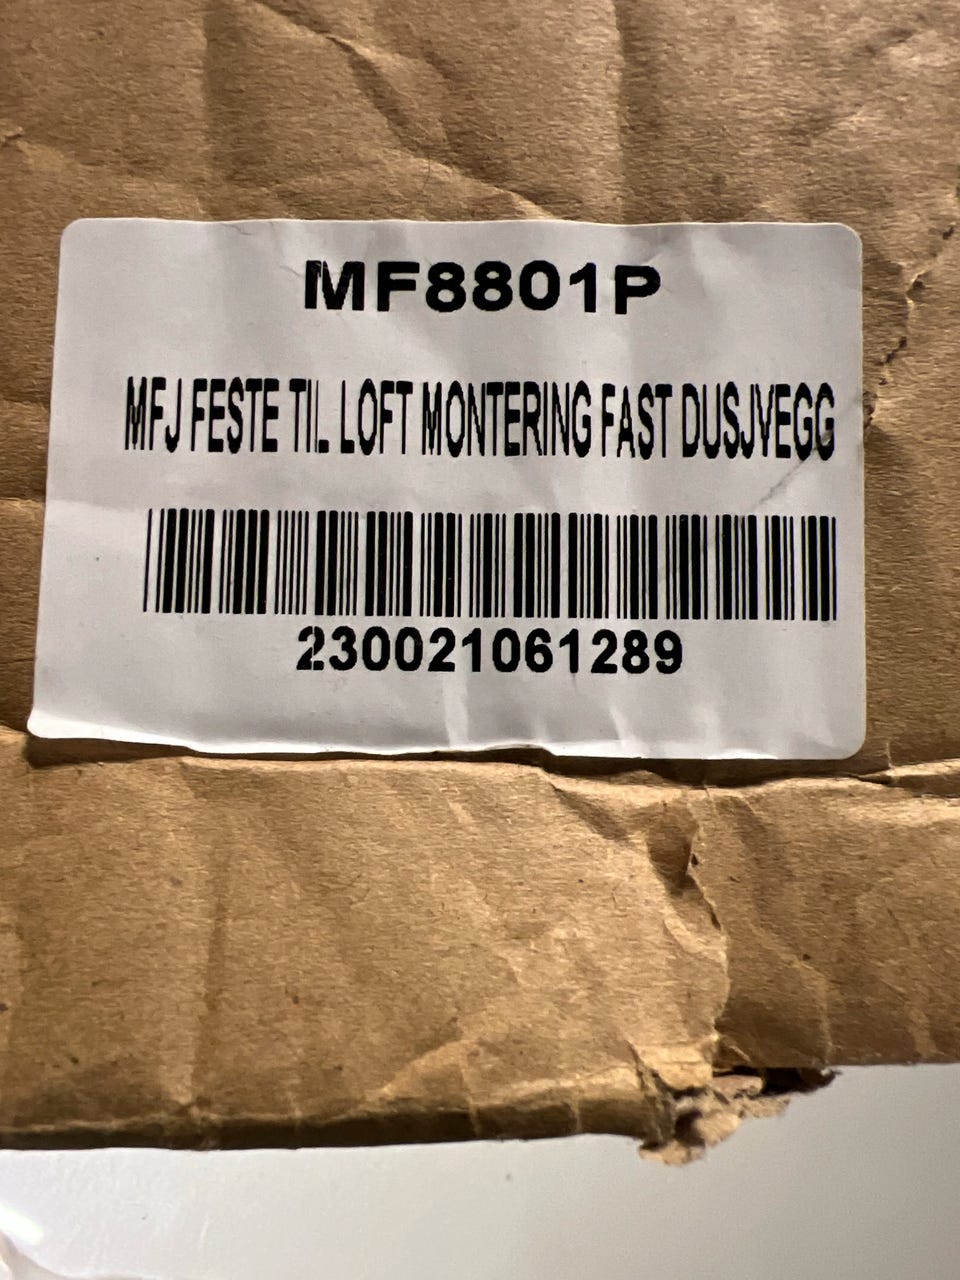 MF8801P
MFJ FESTE TIL LOFT MONTERING FAST DUSJVEGG
230021061289